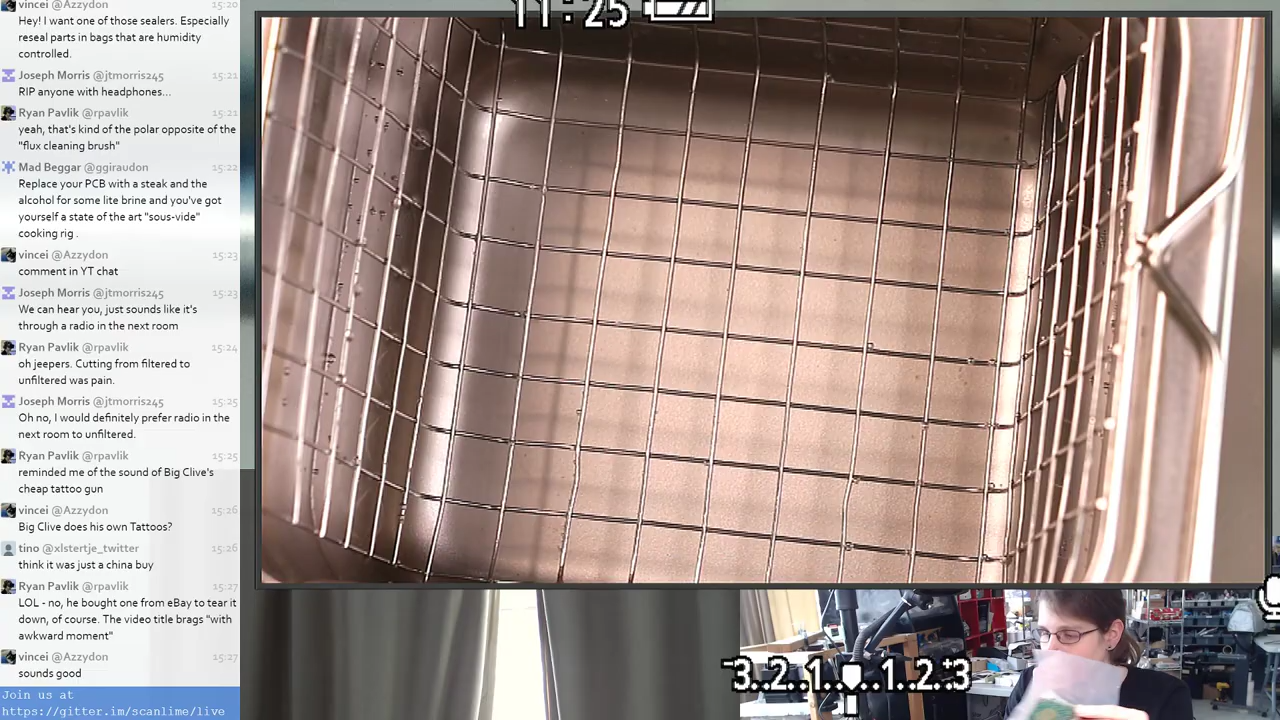 vinceï @Azzydon 15:20
Hey! I want one of those sealers. Especially
reseal parts in bags that are humidity
controlled.
Joseph Morris @jtmorris245 15:21
RIP anyone with headphones...
Ryan Pavlik @rpavlik 15:21
yeah, that's kind of the polar opposite of the
"flux cleaning brush"
Mad Beggar @ggiraudon 15:22
Replace your PCB with a steak and the
alcohol for some lite brine and you've got
yourself a state of the art "sous-vide"
cooking rig .
vincei @Azzydon 15:23
comment in YT chat
Joseph Morris @jtmorris245 15:23
We can hear you, just sounds like it's
through a radio in the next room
Ryan Pavlik @rpavlik 15:24
oh jeepers. Cutting from filtered to
unfiltered was pain.
Joseph Morris @jtmorris245 15:25
Oh no, I would definitely prefer radio in the
next room to unfiltered.
Ryan Pavlik @rpavlik 15:25
reminded me of the sound of Big Clive's
cheap tattoo gun
vincei @Azzydon 15:26
Big Clive does his own Tattoos?
tino @xlstertje_twitter 15:26
think it was just a china buy
Ryan Pavlik @rpavlik 15:27
LOL - no, he bought one from eBay to tear it
down, of course. The video title brags "with
awkward moment"
vincei @Azzydon 15:27
sounds good
Join us at
https://gitter.im/scanlime/live
11:25
-3..2..1.. ..1..2..3